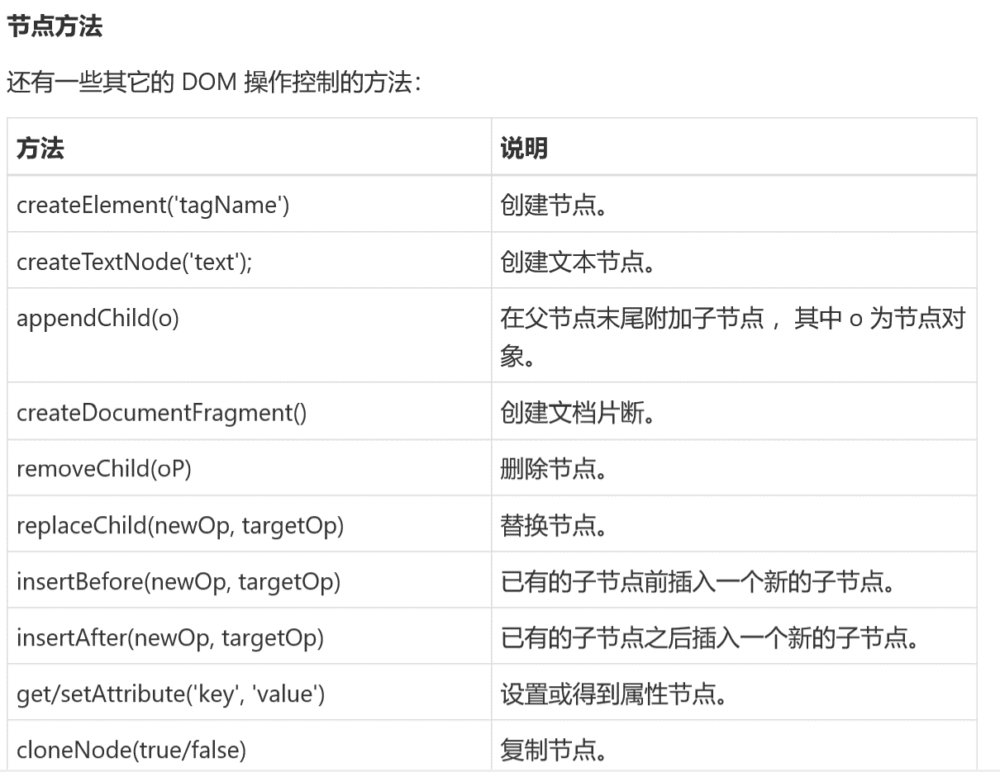 节点方法
还有一些其它的 DOM 操作控制的方法：
方法 说明
createElement('tagName') 创建节点。
createTextNode('text'); 创建文本节点。
appendChild(o) 在父节点末尾附加子节点 ，其中 o 为节点对
象。
createDocumentFragment() 创建文档片断。
removeChild(oP) 删除节点。
replaceChild(newOp, targetOp) 替换节点。
insertBefore(newOp, targetOp) 已有的子节点前插入一个新的子节点。
insertAfter(newOp, targetOp) 已有的子节点之后插入一个新的子节点。
get/setAttribute('key', 'value') 设置或得到属性节点。
cloneNode(true/false) 复制节点。